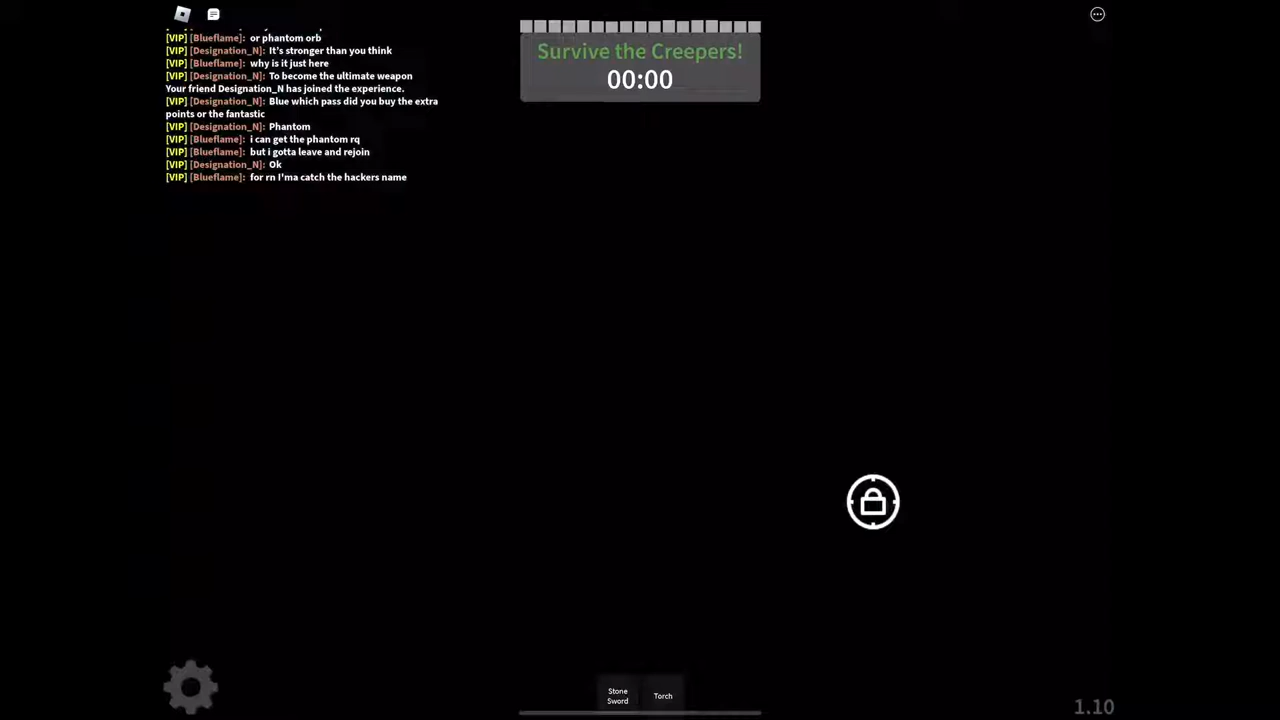 [VIP] [Blueflame]: or phantom orb
[VIP] [Designation_N]: It's stronger than you think
[VIP] [Blueflame]: why is it just here
[VIP] [Designation_N]: To become the ultimate weapon
Your friend Designation_N has joined the experience.
[VIP] [Designation_N]: Blue which pass did you buy the extra
points or the fantastic
[VIP] [Designation_N]: Phantom
[VIP] [Blueflame]: i can get the phantom rq
[VIP] [Blueflame]: but i gotta leave and rejoin
[VIP] [Designation_N]: Ok
[VIP] [Blueflame]: for rn I'ma catch the hackers name
Survive the Creepers!
00:00
Stone
Sword
Torch
1.10